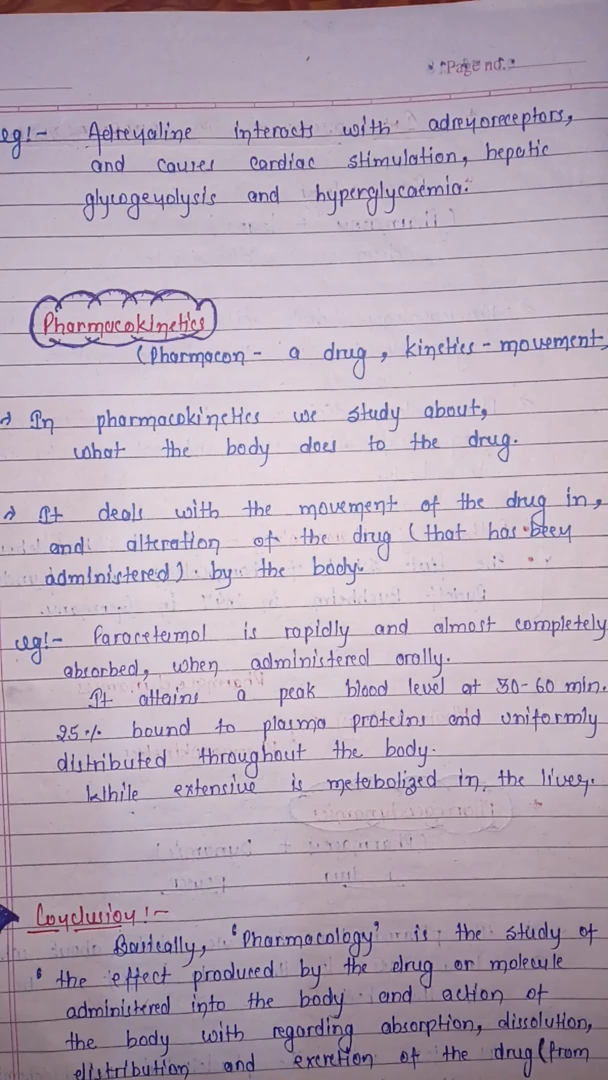 Page no.
eg:- Adrenaline interacts with adrenoreceptors,
and causes cardiac stimulation, hepatic
glycogenolysis and hyperglycaemia.
Pharmacokinetics
(Pharmacon - a drug, kinetics - movement
→ In pharmacokinetics we study about,
what the body does to the drug.
→ It deals with the movement of the drug in,
and alteration of the drug (that has been
administered) by the body.
eg:- Paracetemol is rapidly and almost completely
absorbed, when administered orally.
It attains a peak blood level at 30-60 min.
25% bound to plasma proteins and uniformly
distributed throughout the body.
While extensive is metabolized in the liver.
Conclusion :-
Basically, 'Pharmacology' is the study of
the effect produced by the drug or molecule
administered into the body and action of
the body with regarding absorption, dissolution,
distribution and excretion of the drug (from